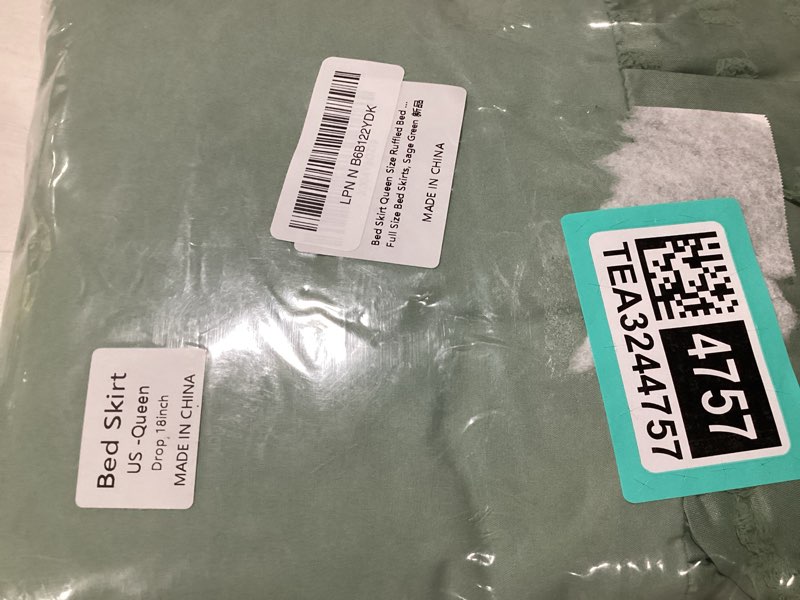 LPN N B6B122YDK
Bed Skirt Queen Size Ruffled Bed ...
Full Size Bed Skirts, Sage Green 新品
MADE IN CHINA
TEA3244757
4757
Bed Skirt
US -Queen
Drop 18inch
MADE IN CHINA